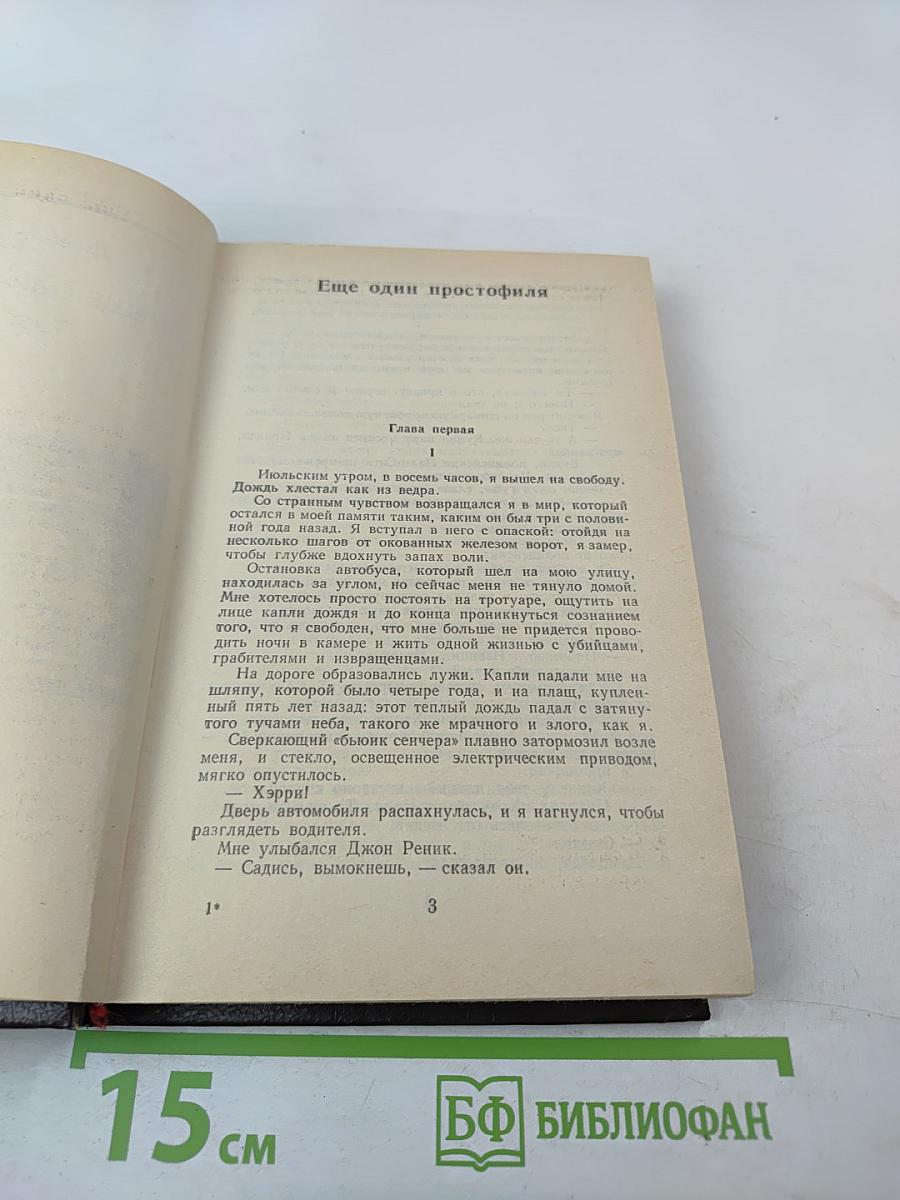 Еще один простофиля
Глава первая
I
Июльским утром, в восемь часов, я вышел на свободу.
Дождь хлестал как из ведра.
Со странным чувством возвращался я в мир, который
остался в моей памяти таким, каким он был три с полови-
ной года назад. Я вступал в него с опаской: отойдя на
несколько шагов от окованных железом ворот, я замер,
чтобы глубже вдохнуть запах воли.
Остановка автобуса, который шел на мою улицу,
находилась за углом, но сейчас меня не тянуло домой.
Мне хотелось просто постоять на тротуаре, ощутить на
лице капли дождя и до конца проникнуться сознанием
того, что я свободен, что мне больше не придется прово-
дить ночи в камере и жить одной жизнью с убийцами,
грабителями и извращенцами.
На дороге образовались лужи. Капли падали мне на
шляпу, которой было четыре года, и на плащ, куплен-
ный пять лет назад: этот теплый дождь падал с затяну-
того тучами неба, такого же мрачного и злого, как я.
Сверкающий «бьюик сенчера» плавно затормозил возле
меня, и стекло, освещенное электрическим приводом,
мягко опустилось.
— Хэрри!
Дверь автомобиля распахнулась, и я нагнулся, чтобы
разглядеть водителя.
Мне улыбался Джон Реник.
— Садись, вымокнешь, — сказал он.
1*
3
15 см
БФ БИБЛИОФАН